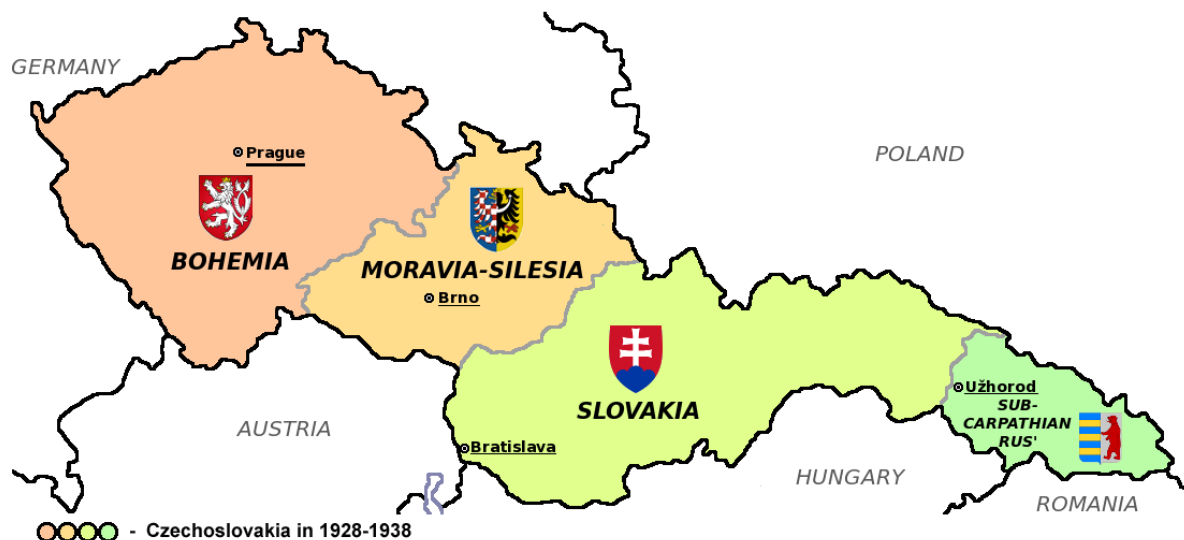 GERMANY
Prague
POLAND
BOHEMIA
MORAVIA-SILESIA
Brno
Užhorod
SLOVAKIA
SUB-
CARPATHIAN
RUS'
AUSTRIA
Bratislava
HUNGARY
ROMANIA
- Czechoslovakia in 1928-1938